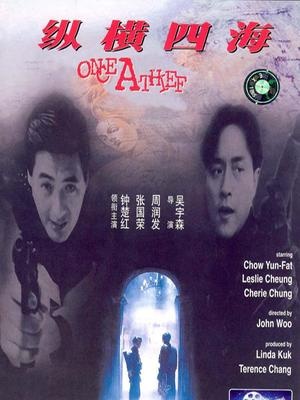 纵横四海
ONCE A THIEF
领衔主演
钟楚红
张国荣
周润发
导演
吴宇森
starring
Chow Yun-Fat
Leslie Cheung
Cherie Chung
directed by
John Woo
produced by
Linda Kuk
Terence Chang